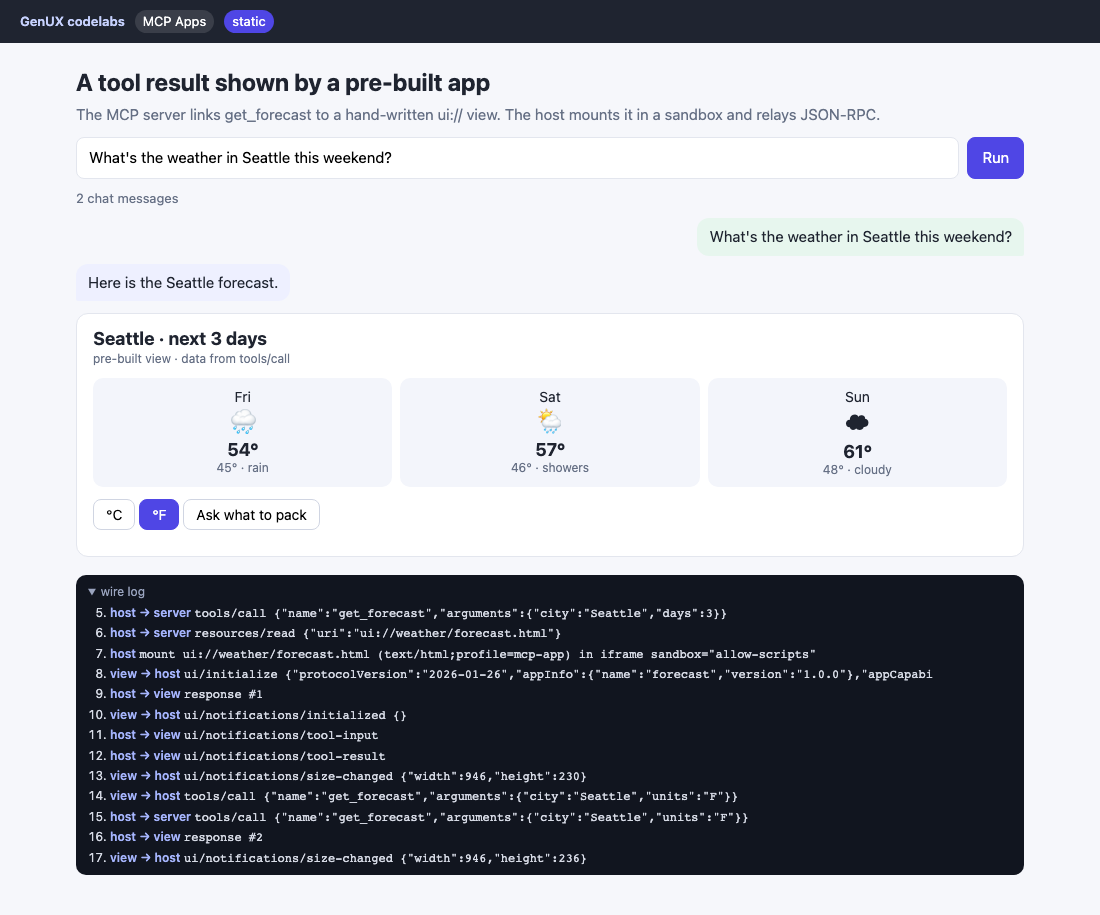 GenUX codelabs MCP Apps static
A tool result shown by a pre-built app
The MCP server links get_forecast to a hand-written ui:// view. The host mounts it in a sandbox and relays JSON-RPC.
What's the weather in Seattle this weekend? Run
2 chat messages
What's the weather in Seattle this weekend?
Here is the Seattle forecast.
Seattle · next 3 days
pre-built view · data from tools/call
Fri Sat Sun
54° 57° 61°
45° · rain 46° · showers 48° · cloudy
°C °F Ask what to pack
▼ wire log
5. host → server tools/call {"name":"get_forecast","arguments":{"city":"Seattle","days":3}}
6. host → server resources/read {"uri":"ui://weather/forecast.html"}
7. host mount ui://weather/forecast.html (text/html;profile=mcp-app) in iframe sandbox="allow-scripts"
8. view → host ui/initialize {"protocolVersion":"2026-01-26","appInfo":{"name":"forecast","version":"1.0.0"},"appCapabi
9. host → view response #1
10. view → host ui/notifications/initialized {}
11. host → view ui/notifications/tool-input
12. host → view ui/notifications/tool-result
13. view → host ui/notifications/size-changed {"width":946,"height":230}
14. view → host tools/call {"name":"get_forecast","arguments":{"city":"Seattle","units":"F"}}
15. host → server tools/call {"name":"get_forecast","arguments":{"city":"Seattle","units":"F"}}
16. host → view response #2
17. view → host ui/notifications/size-changed {"width":946,"height":236}